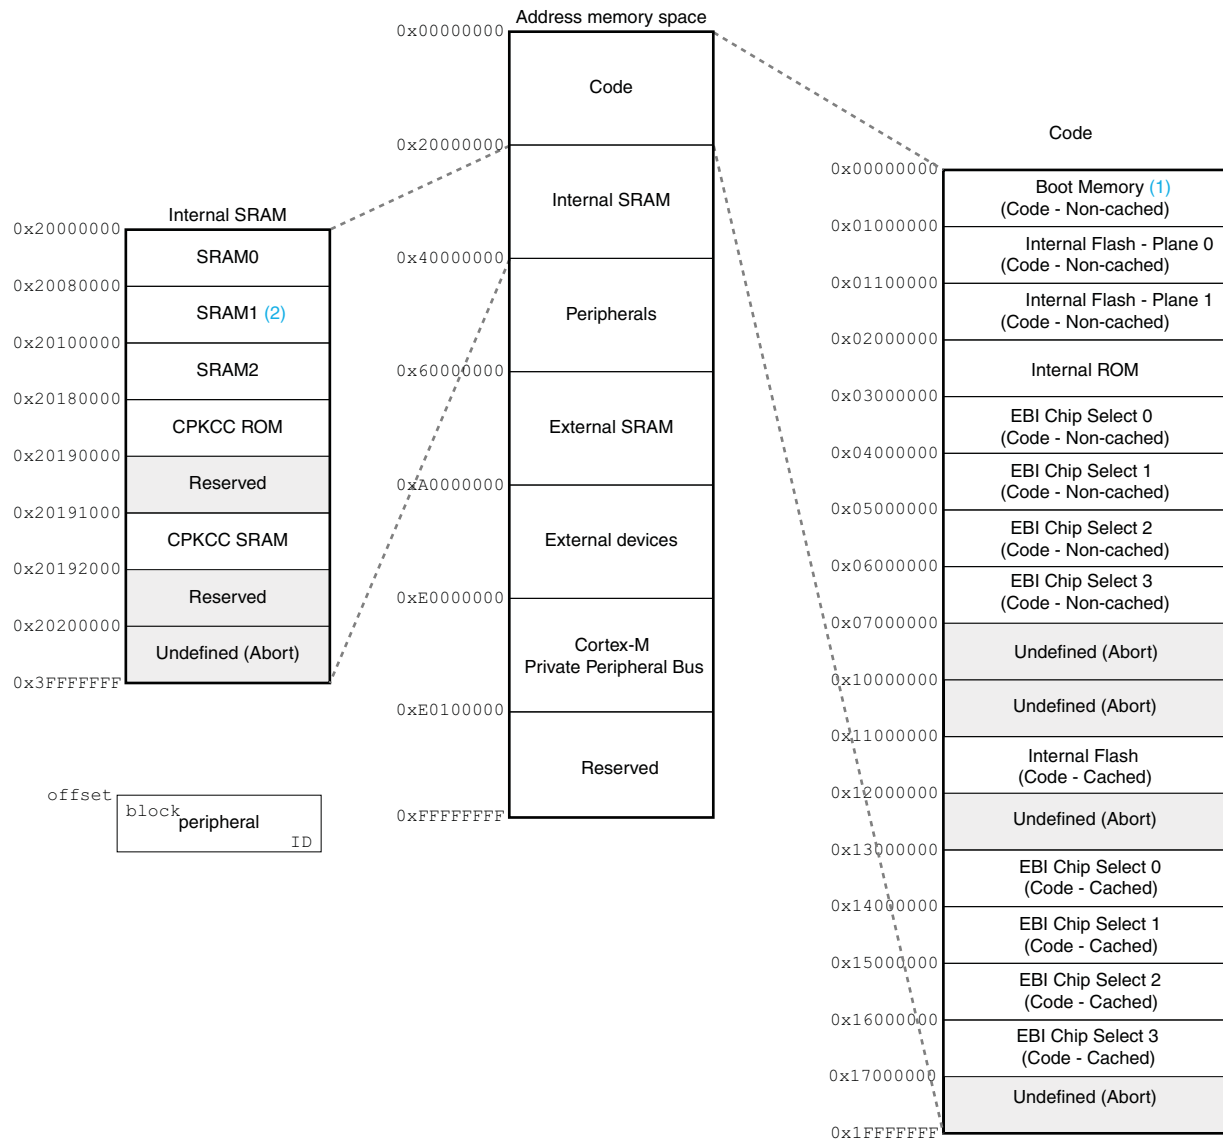 Address memory space
0x00000000
Code
0x20000000
Internal SRAM
0x40000000
Peripherals
0x60000000
External SRAM
0xA0000000
External devices
0xE0000000
Cortex-M
Private Peripheral Bus
0xE0100000
Reserved
0xFFFFFFFF
Internal SRAM
0x20000000
SRAM0
0x20080000
SRAM1 (2)
0x20100000
SRAM2
0x20180000
CPKCC ROM
0x20190000
Reserved
0x20191000
CPKCC SRAM
0x20192000
Reserved
0x20200000
Undefined (Abort)
0x3FFFFFFF
offset
block
peripheral
ID
Code
0x00000000
Boot Memory (1)
(Code - Non-cached)
0x01000000
Internal Flash - Plane 0
(Code - Non-cached)
0x01100000
Internal Flash - Plane 1
(Code - Non-cached)
0x02000000
Internal ROM
0x03000000
EBI Chip Select 0
(Code - Non-cached)
0x04000000
EBI Chip Select 1
(Code - Non-cached)
0x05000000
EBI Chip Select 2
(Code - Non-cached)
0x06000000
EBI Chip Select 3
(Code - Non-cached)
0x07000000
Undefined (Abort)
0x10000000
Undefined (Abort)
0x11000000
Internal Flash
(Code - Cached)
0x12000000
Undefined (Abort)
0x13000000
EBI Chip Select 0
(Code - Cached)
0x14000000
EBI Chip Select 1
(Code - Cached)
0x15000000
EBI Chip Select 2
(Code - Cached)
0x16000000
EBI Chip Select 3
(Code - Cached)
0x17000000
Undefined (Abort)
0x1FFFFFFF